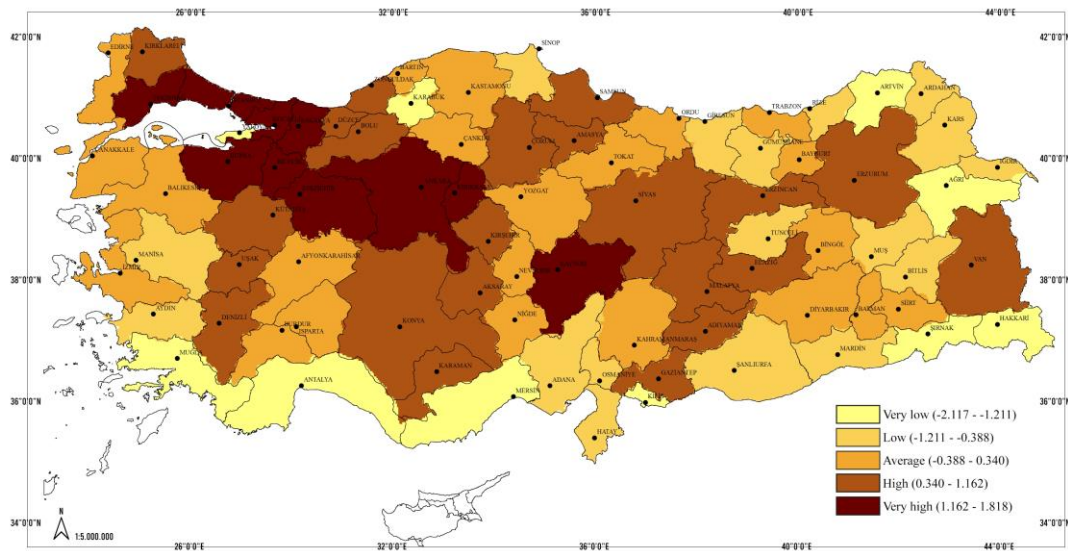 26°0'0"E 32°0'0"E 36°0'0"E 40°0'0"E 44°0'0"E
42°0'0"N 42°0'0"N
SİNOP
EDİRNE KIRKLARELİ
BARTIN
ZONGULDAK
KARABÜK KASTAMONU
SAMSUN
ORDU GİRESUN TRABZON RİZE ARTVİN ARDAHAN
KARS
DÜZCE BOLU
ÇANKIRI ÇORUM AMASYA
TOKAT GÜMÜŞHANE BAYBURT
40°0'0"N 40°0'0"N
ÇANAKKALE
ERZURUM
AĞRI
BALIKESİR
YOZGAT SİVAS ERZİNCAN
KÜTAHYA
KIRŞEHİR
TUNCELİ
MANİSA UŞAK AFYONKARAHİSAR
BİNGÖL MUŞ VAN
İZMİR
ELAZIĞ BİTLİS
38°0'0"N 38°0'0"N
AKSARAY MALATYA
AYDIN DENİZLİ
BURDUR ISPARTA KONYA NİĞDE
DİYARBAKIR BATMAN SİİRT
ADIYAMAN
HAKKARİ
ŞIRNAK
KAHRAMANMARAŞ
MARDİN
MUĞLA ANTALYA KARAMAN
MERSİN ADANA OSMANİYE GAZİANTEP ŞANLIURFA
36°0'0"N 36°0'0"N
HATAY
Very low (-2.117 - -1.211)
Low (-1.211 - -0.388)
Average (-0.388 - 0.340)
High (0.340 - 1.162)
Very high (1.162 - 1.818)
34°0'0"N 34°0'0"N
N
1:5.000.000
26°0'0"E 32°0'0"E 36°0'0"E 40°0'0"E 44°0'0"E